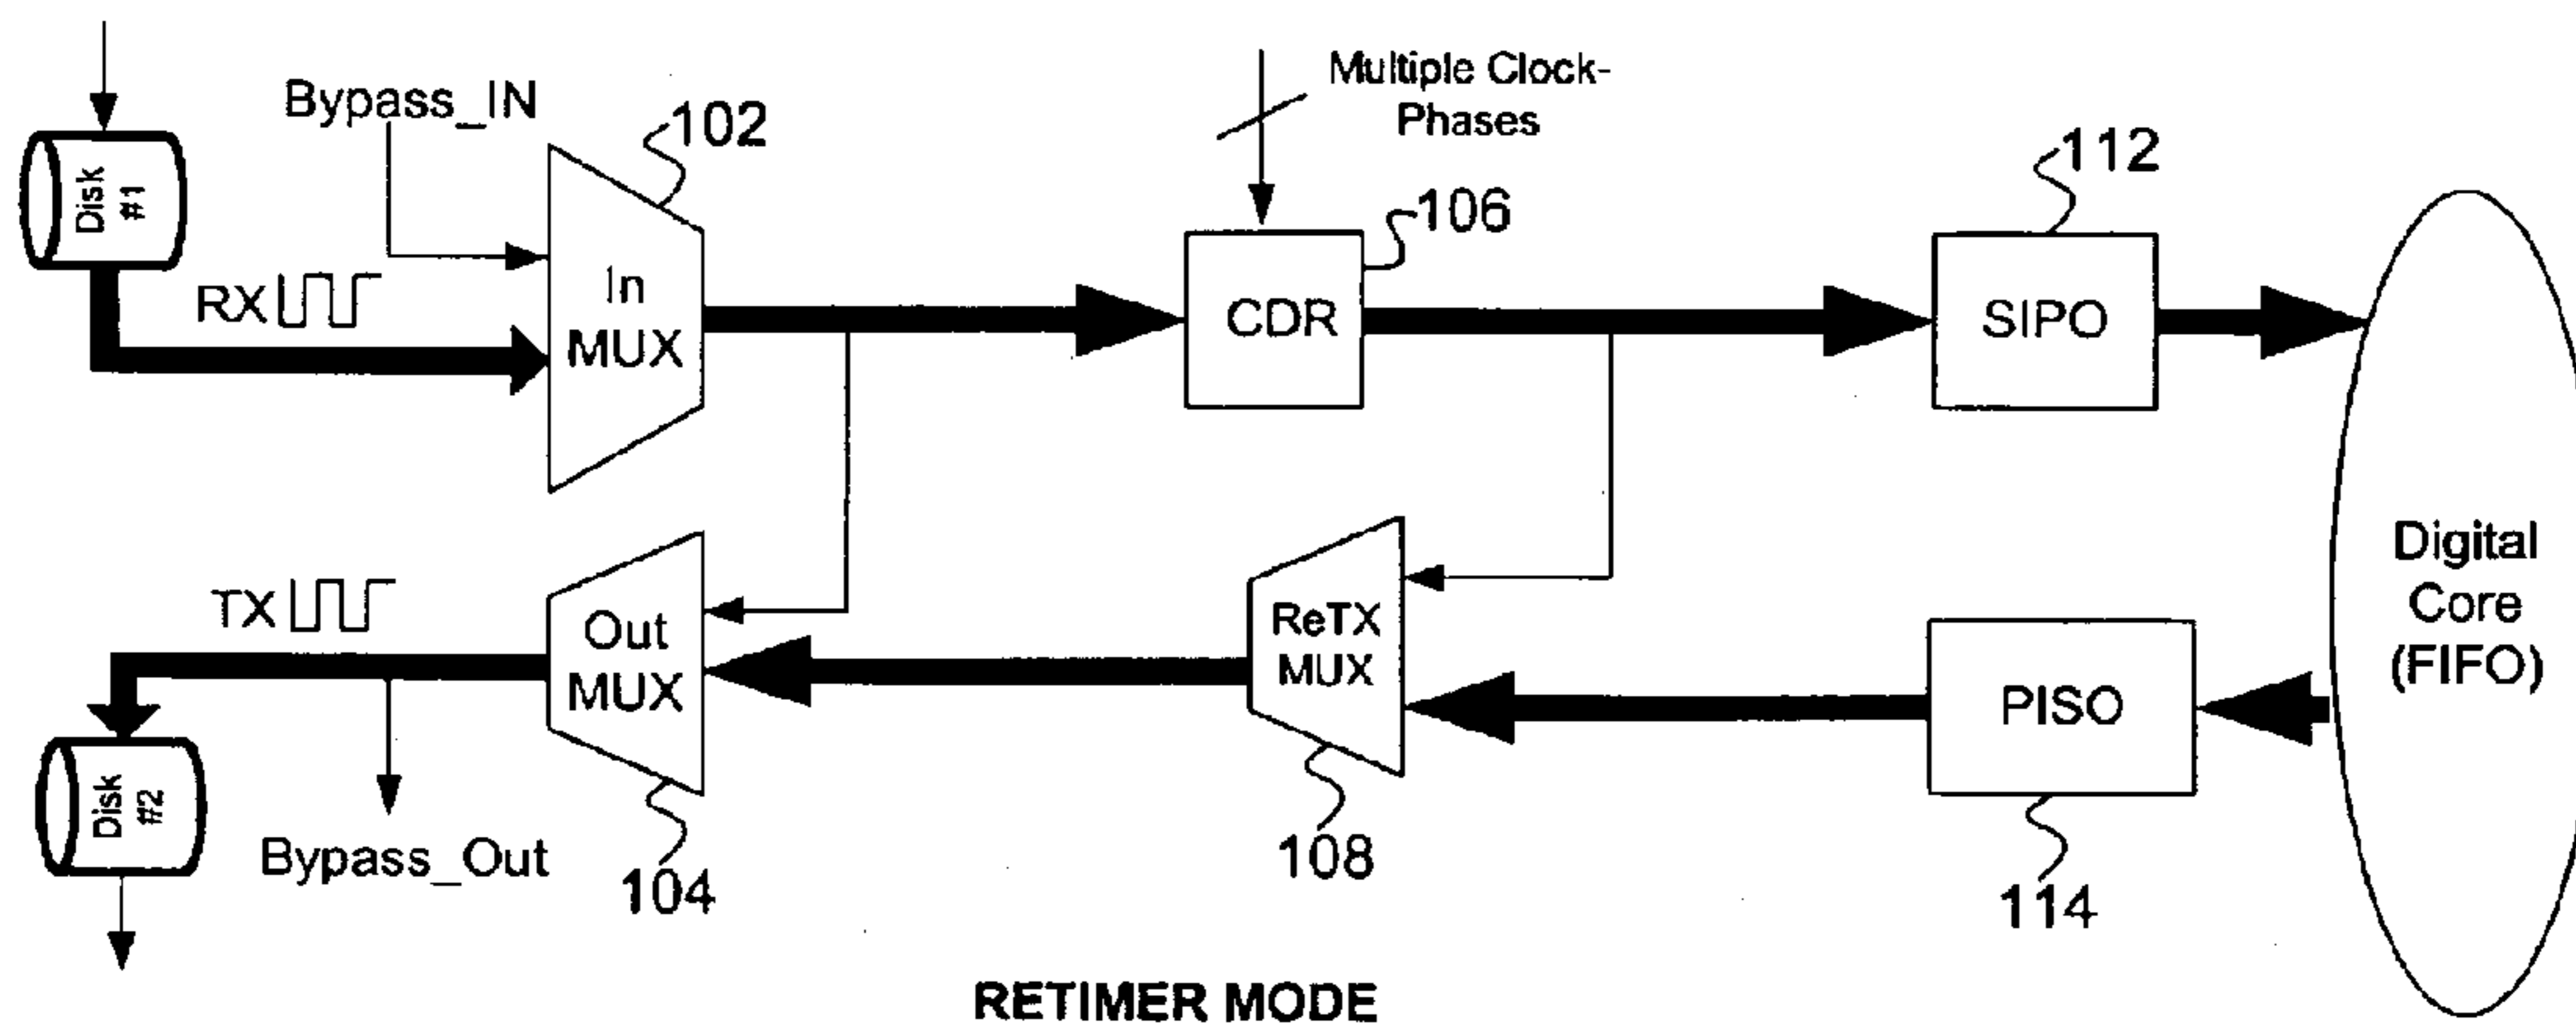 Multiple Clock-
Phases
Bypass_IN
102
112
Disk
#1
106
RX
In
MUX
CDR
SIPO
Digital
Core
(FIFO)
TX
Out
MUX
ReTX
MUX
PISO
Disk
#2
Bypass_Out
104
108
114
RETIMER MODE